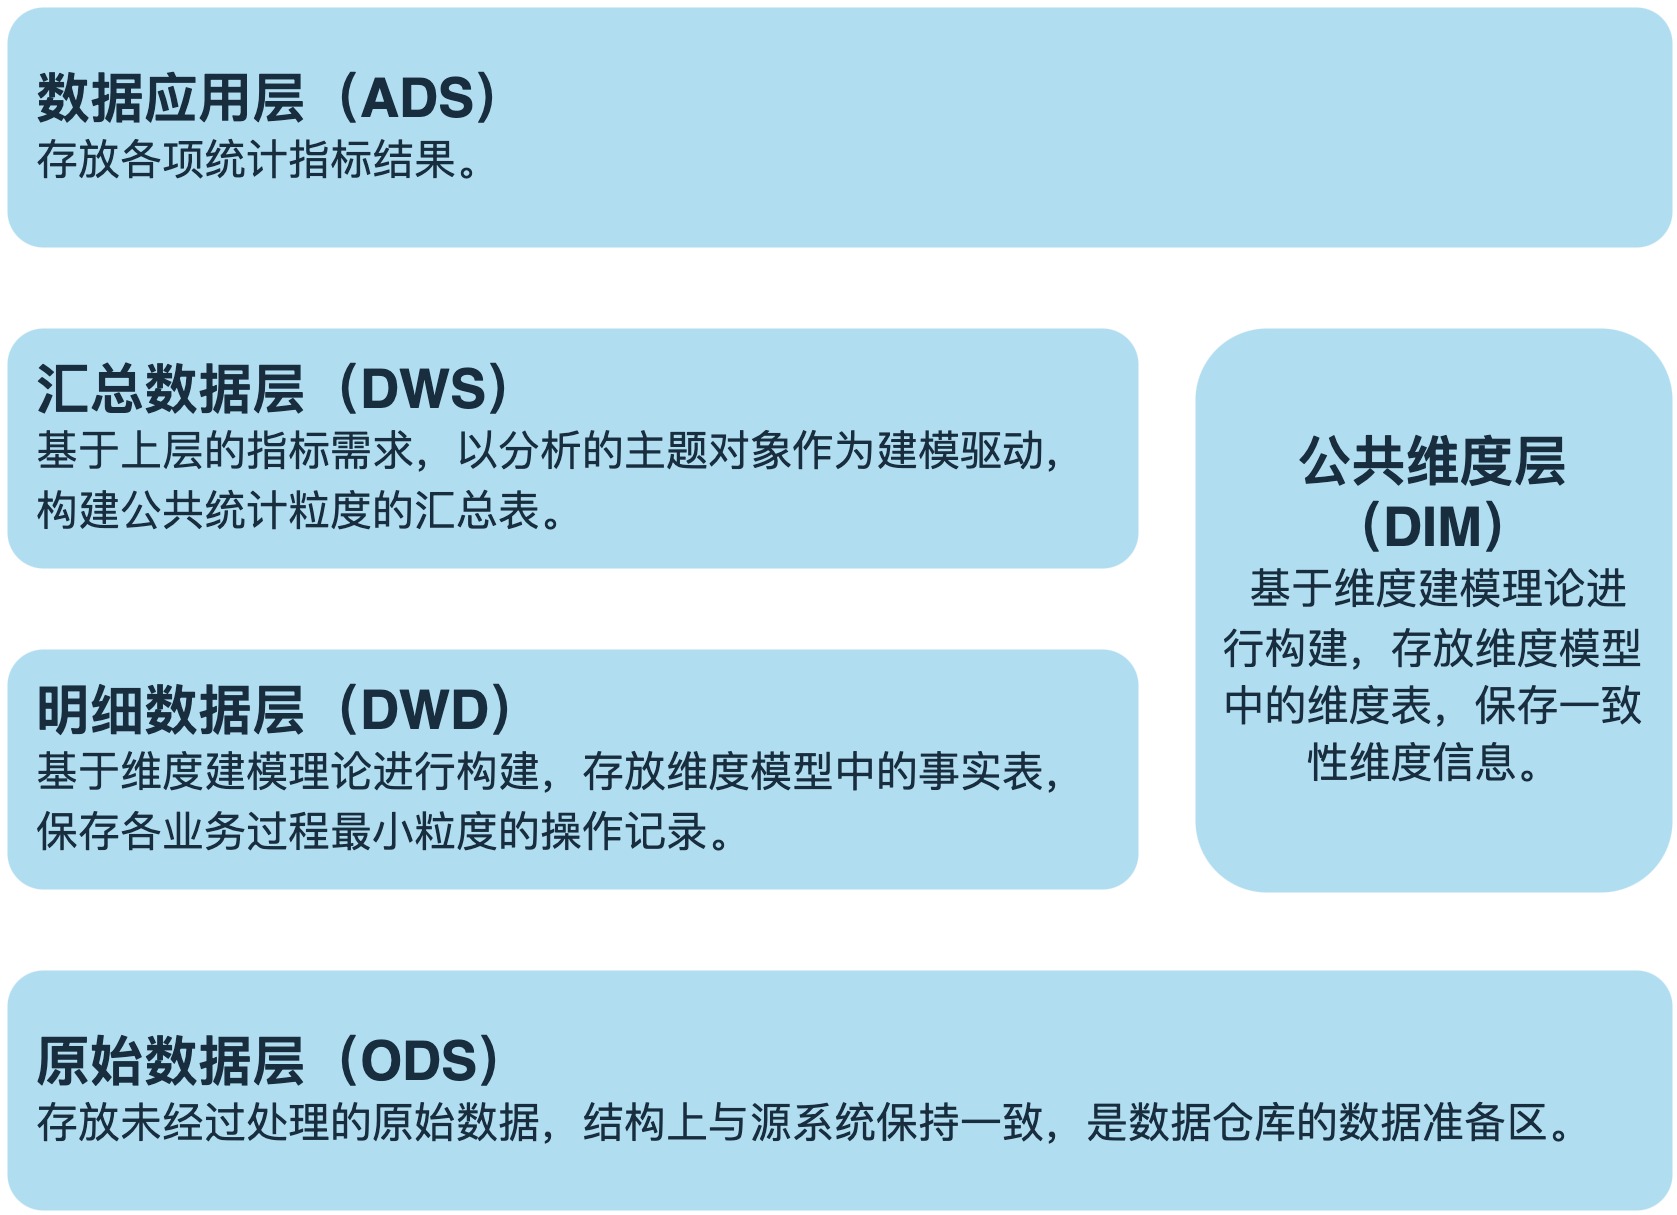 数据应用层（ADS）
存放各项统计指标结果。
汇总数据层（DWS）
基于上层的指标需求，以分析的主题对象作为建模驱动，
构建公共统计粒度的汇总表。
公共维度层
（DIM）
基于维度建模理论进
行构建，存放维度模型
中的维度表，保存一致
性维度信息。
明细数据层（DWD）
基于维度建模理论进行构建，存放维度模型中的事实表，
保存各业务过程最小粒度的操作记录。
原始数据层（ODS）
存放未经过处理的原始数据，结构上与源系统保持一致，是数据仓库的数据准备区。